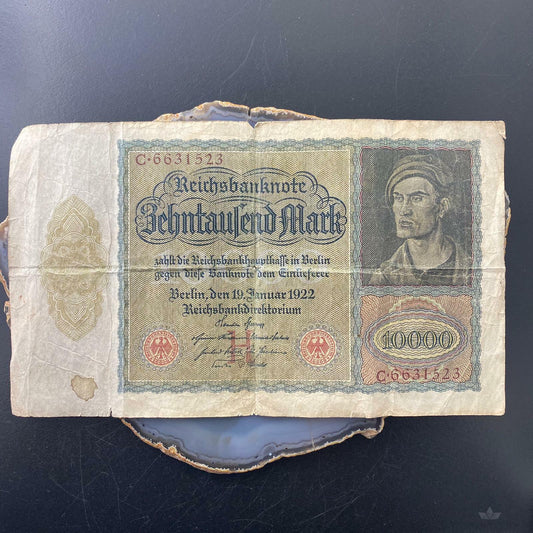 C·6631523
Reichsbanknote
Zehntausend Mark
zahlt die Reichsbankhauptkasse in Berlin
gegen diese Banknote dem Einlieferer
Berlin, den 19. Januar 1922
Reichsbankdirektorium
H
10000
C·6631523